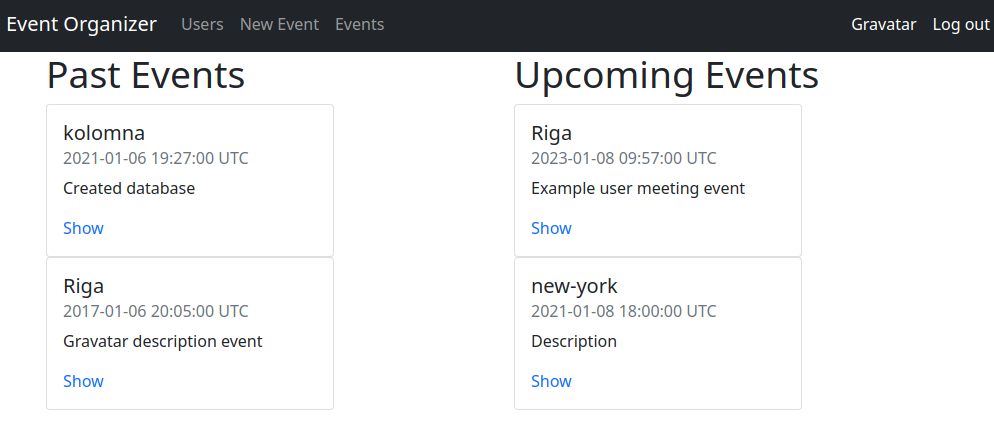 Event Organizer Users New Event Events Gravatar Log out
Past Events
kolomna
2021-01-06 19:27:00 UTC
Created database
Show
Riga
2017-01-06 20:05:00 UTC
Gravatar description event
Show
Upcoming Events
Riga
2023-01-08 09:57:00 UTC
Example user meeting event
Show
new-york
2021-01-08 18:00:00 UTC
Description
Show